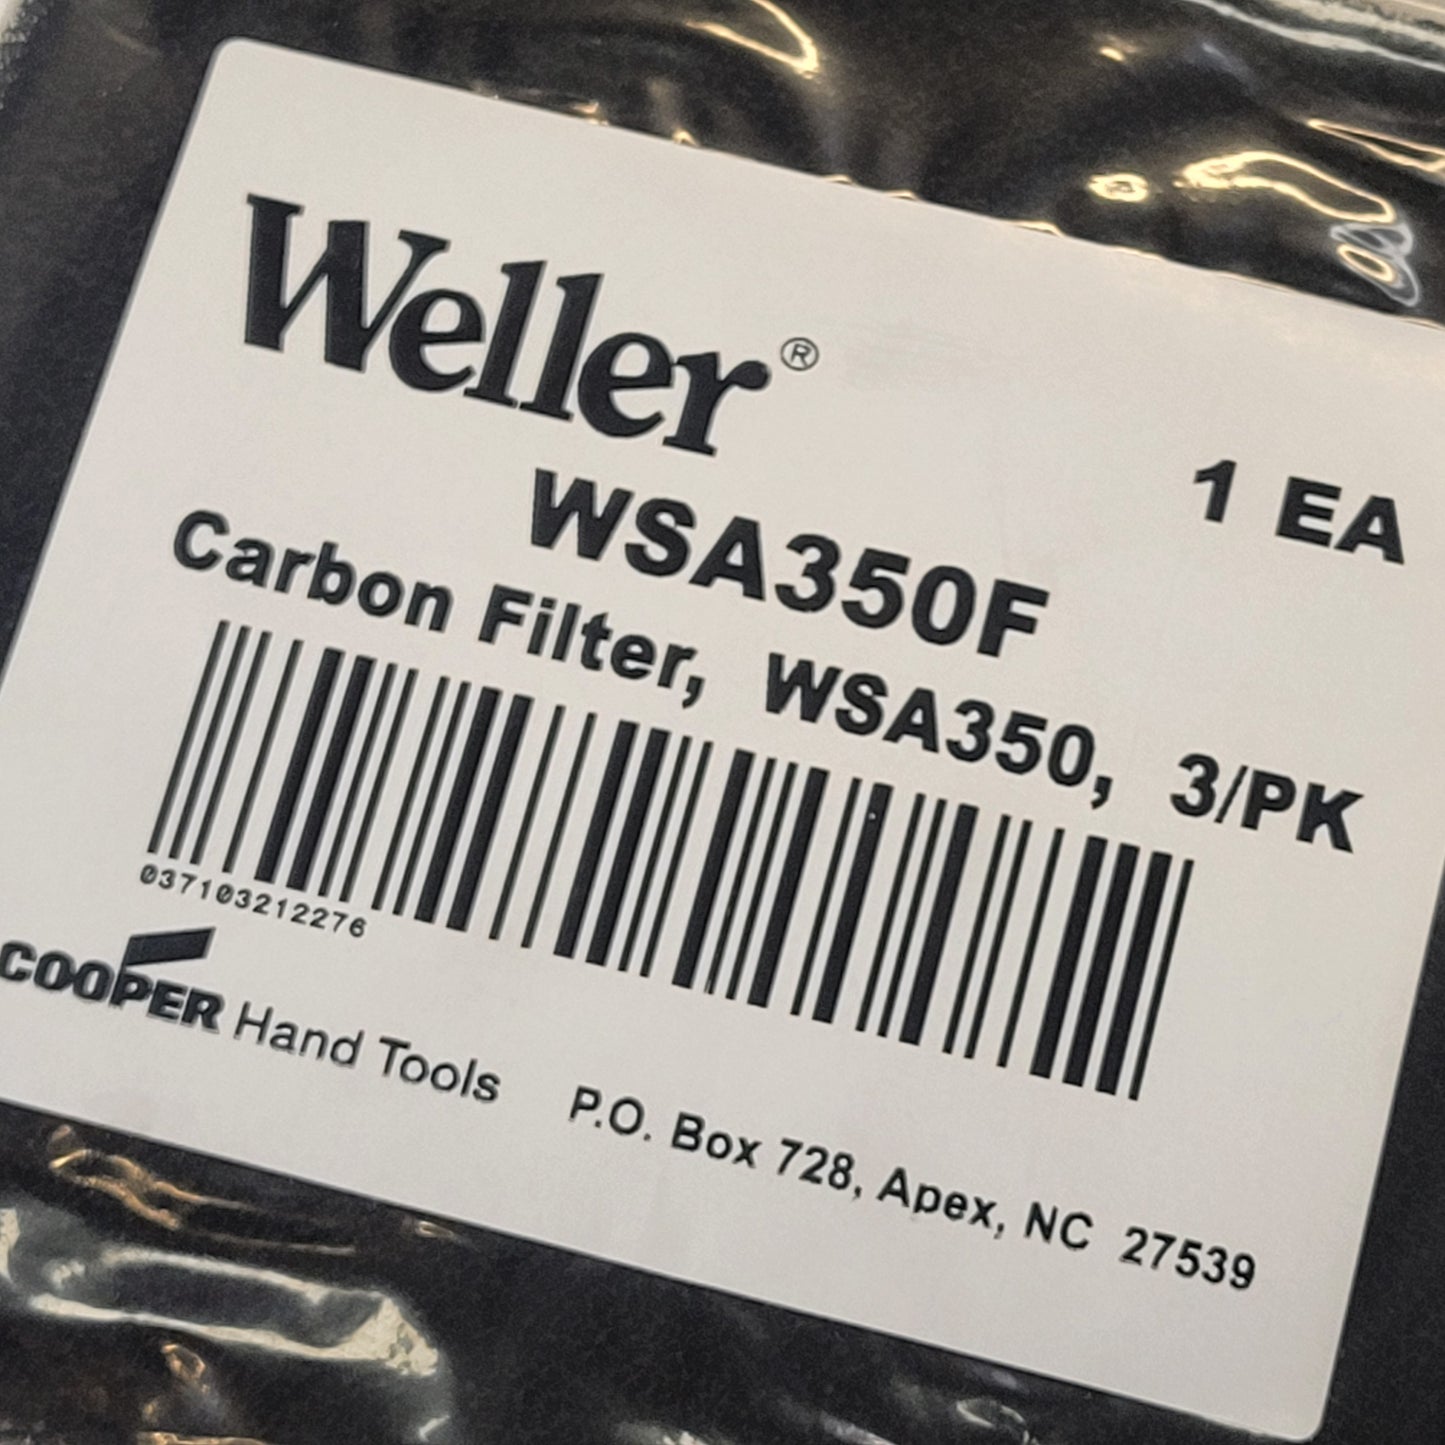 Weller®
1 EA
WSA350F
Carbon Filter, WSA350, 3/PK
037103212276
COOPER Hand Tools P.O. Box 728, Apex, NC 27539